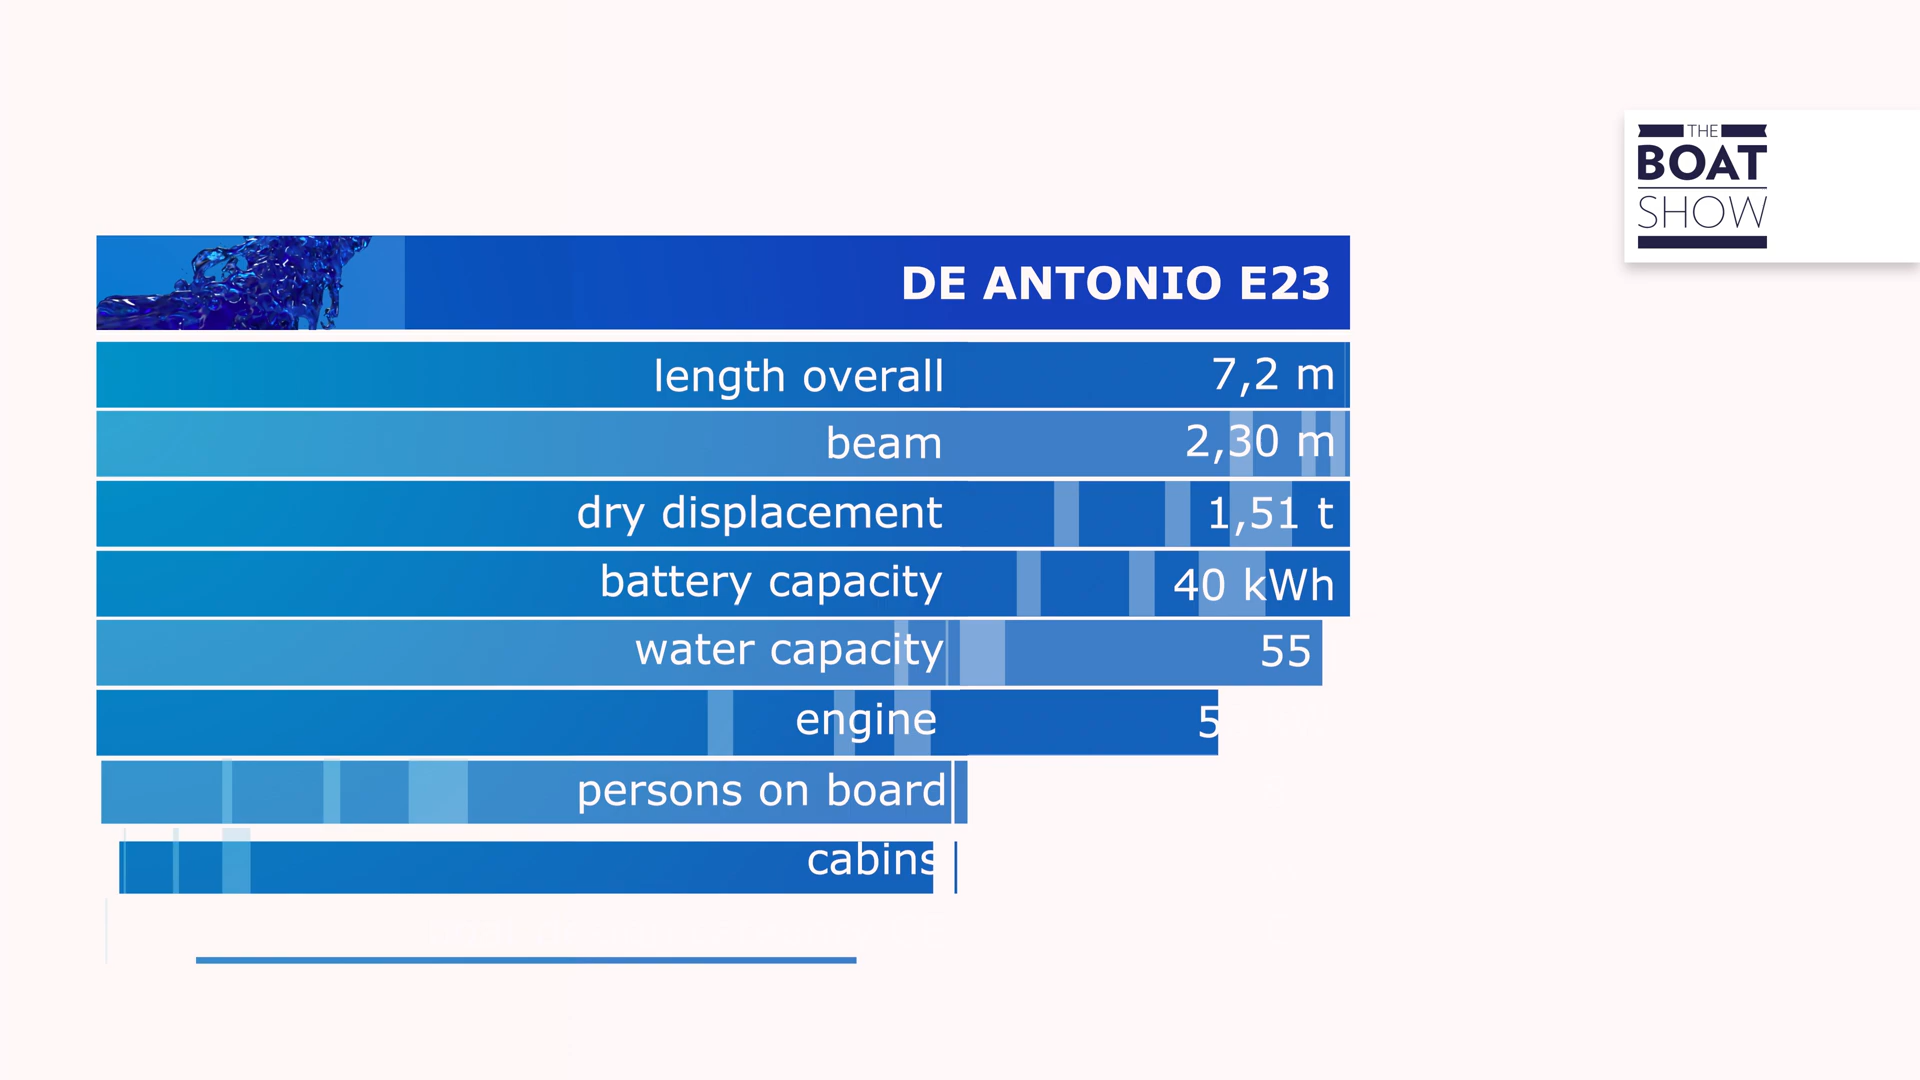 THE
BOAT
SHOW
DE ANTONIO E23
length overall 7,2 m
beam 2,30 m
dry displacement 1,51 t
battery capacity 40 kWh
water capacity 55
engine 5
persons on board
cabins